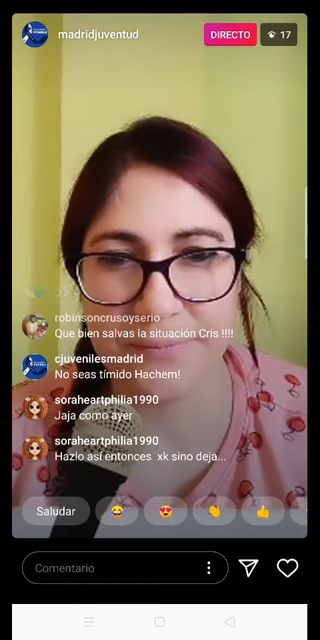 madridjuventud
DIRECTO
17
robinsoncrusoyserio
Que bien salvas la situación Cris !!!!
cjuvenilesmadrid
No seas tímido Hachem!
soraheartphilia1990
Jaja como ayer
soraheartphilia1990
Hazlo así entonces xk sino deja...
Saludar
Comentario